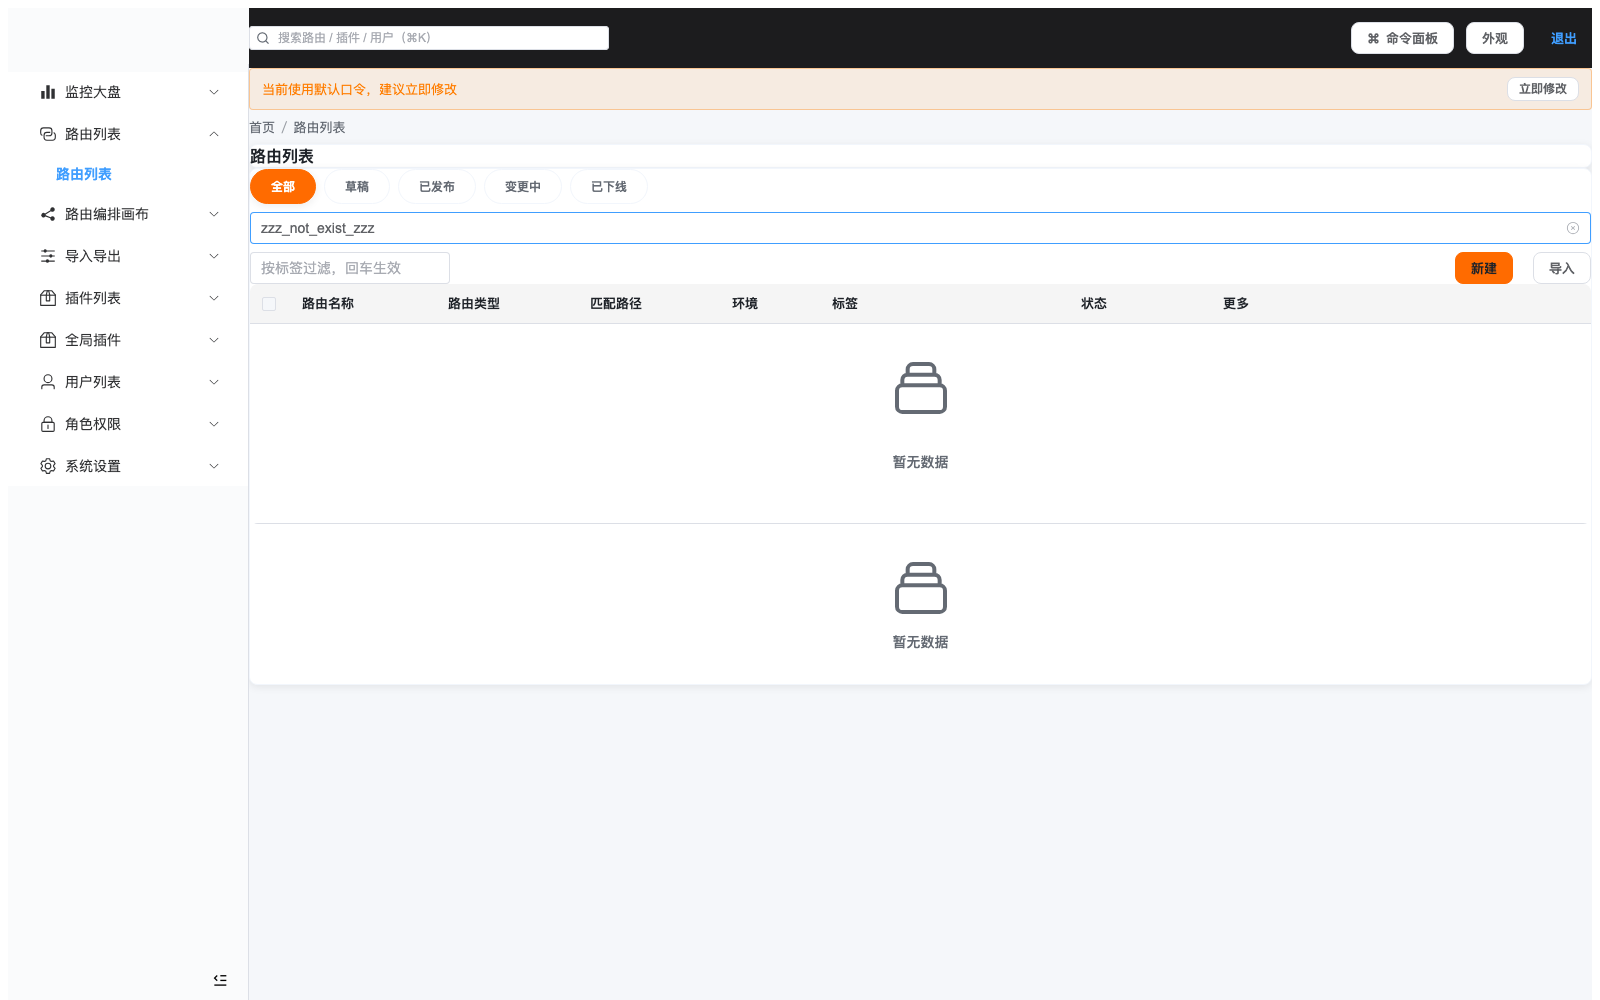 搜索路由 / 插件 / 用户（⌘K）
⌘ 命令面板
外观
退出
当前使用默认口令，建议立即修改
立即修改
监控大盘
路由列表
路由列表
路由编排画布
导入导出
插件列表
全局插件
用户列表
角色权限
系统设置
首页 / 路由列表
路由列表
全部 草稿 已发布 变更中 已下线
zzz_not_exist_zzz
按标签过滤，回车生效
新建 导入
路由名称 路由类型 匹配路径 环境 标签 状态 更多
暂无数据
暂无数据